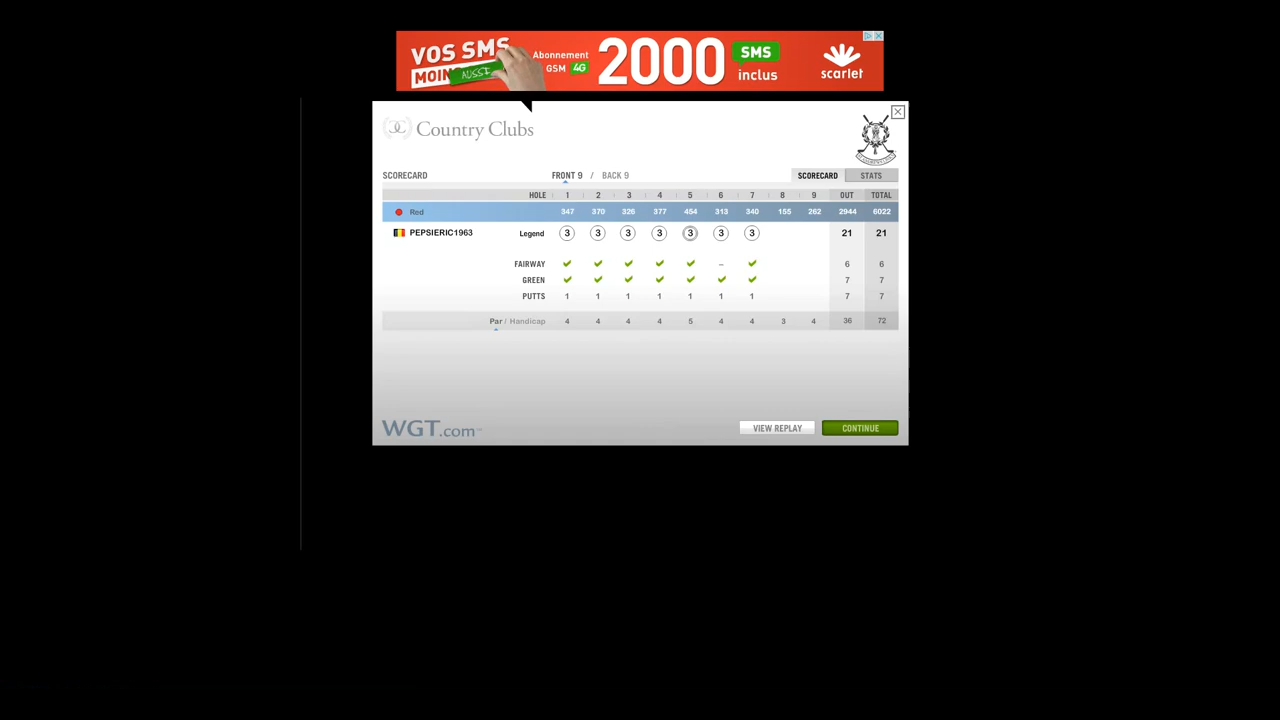 VOS SMS
MOIN
AUSSI
Abonnement
GSM 4G
2000
SMS
inclus
scarlet
Country Clubs
SCORECARD FRONT 9 / BACK 9 SCORECARD STATS
HOLE 1 2 3 4 5 6 7 8 9 OUT TOTAL
Red 347 370 326 377 454 313 340 155 262 2944 6022
PEPSIERIC1963 Legend 3 3 3 3 3 3 3 21 21
FAIRWAY – 6 6
GREEN 7 7
PUTTS 1 1 1 1 1 1 1 7 7
Par / Handicap 4 4 4 4 5 4 4 3 4 36 72
WGT.com
VIEW REPLAY CONTINUE